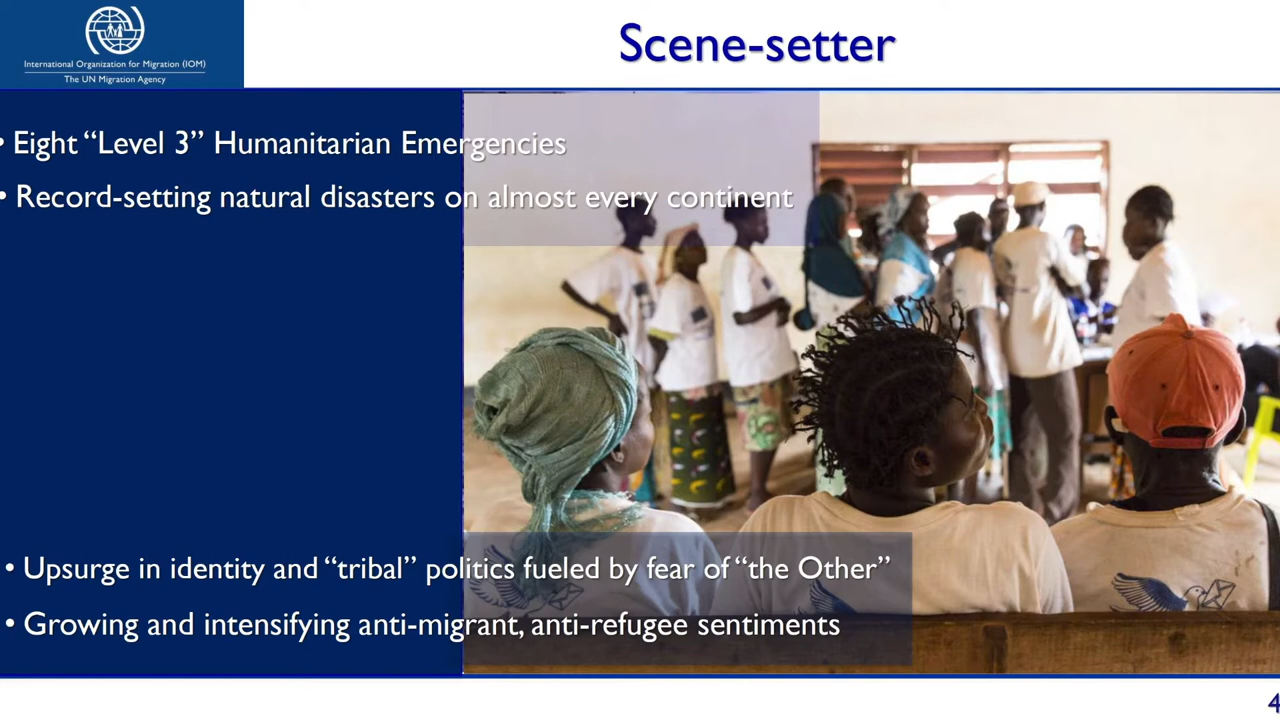 International Organization for Migration (IOM)
The UN Migration Agency
Scene-setter
• Eight “Level 3” Humanitarian Emergencies
• Record-setting natural disasters on almost every continent
• Upsurge in identity and “tribal” politics fueled by fear of “the Other”
• Growing and intensifying anti-migrant, anti-refugee sentiments
4